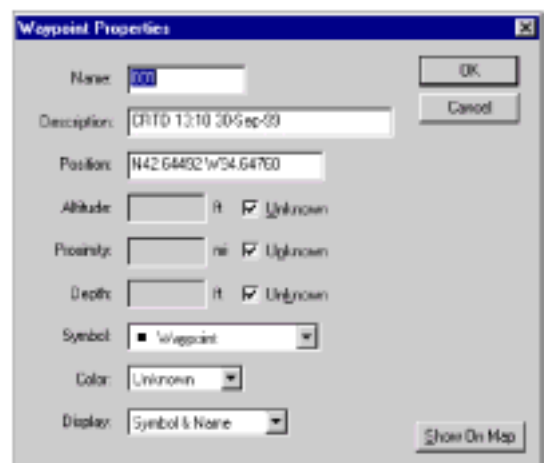 Waypoint Properties
Name: 001
OK
Description: CRTD 13:10 30-Sep-99
Cancel
Position: N42.64492 W94.64760
Altitude: ft Unknown
Proximity: mi Unknown
Depth: ft Unknown
Symbol: Waypoint
Color: Unknown
Display: Symbol & Name
Show On Map